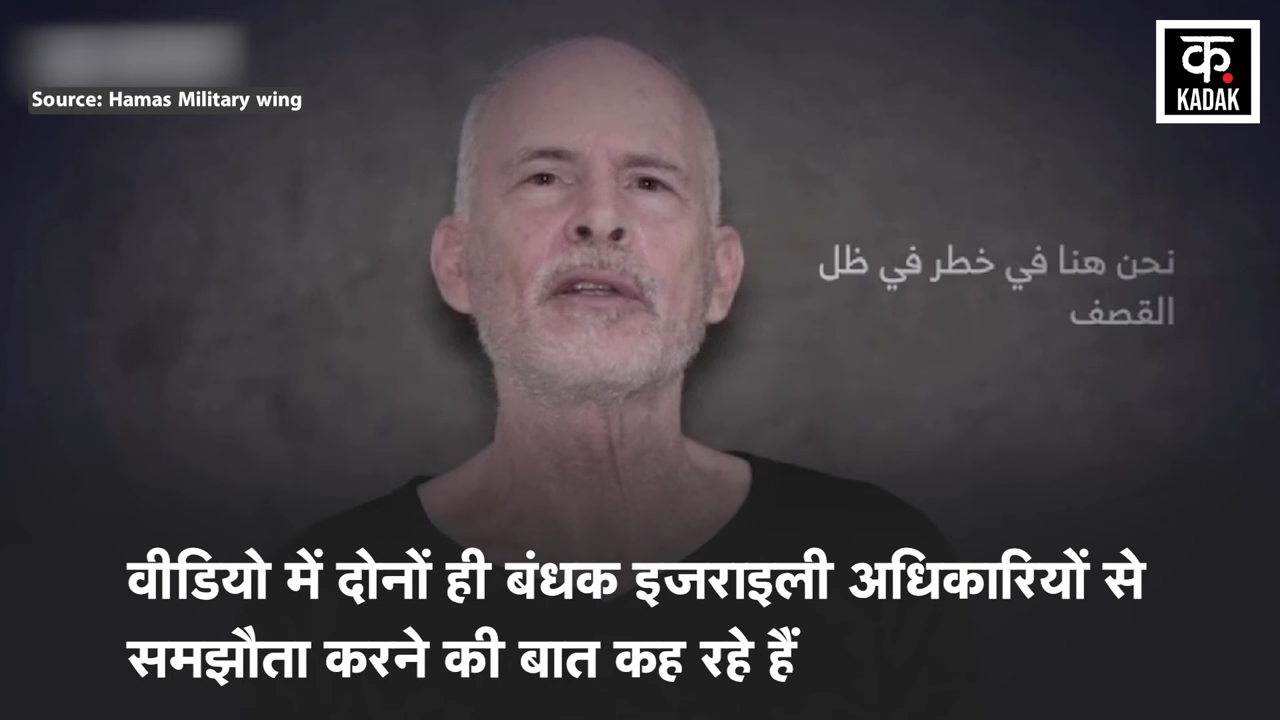 Source: Hamas Military wing
क
KADAK
نحن هنا في خطر في ظل
القصف
वीडियो में दोनों ही बंधक इजराइली अधिकारियों से
समझौता करने की बात कह रहे हैं